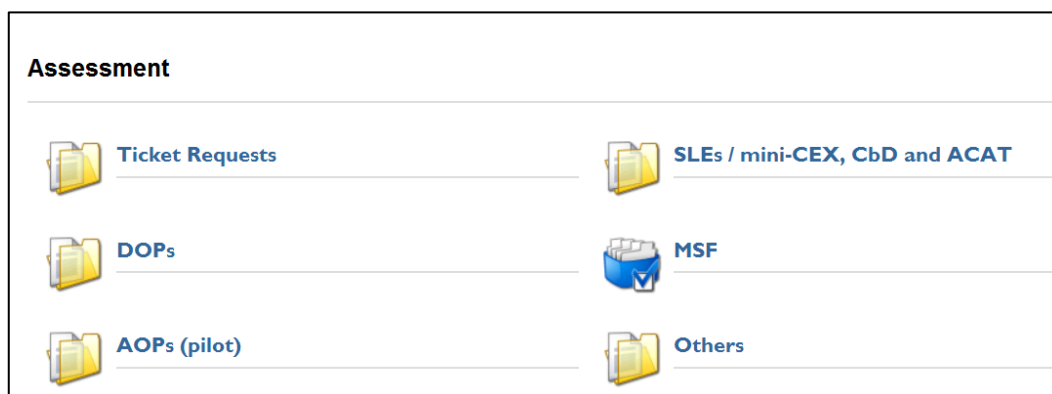 Assessment
Ticket Requests
SLEs / mini-CEX, CbD and ACAT
DOPs
MSF
AOPs (pilot)
Others